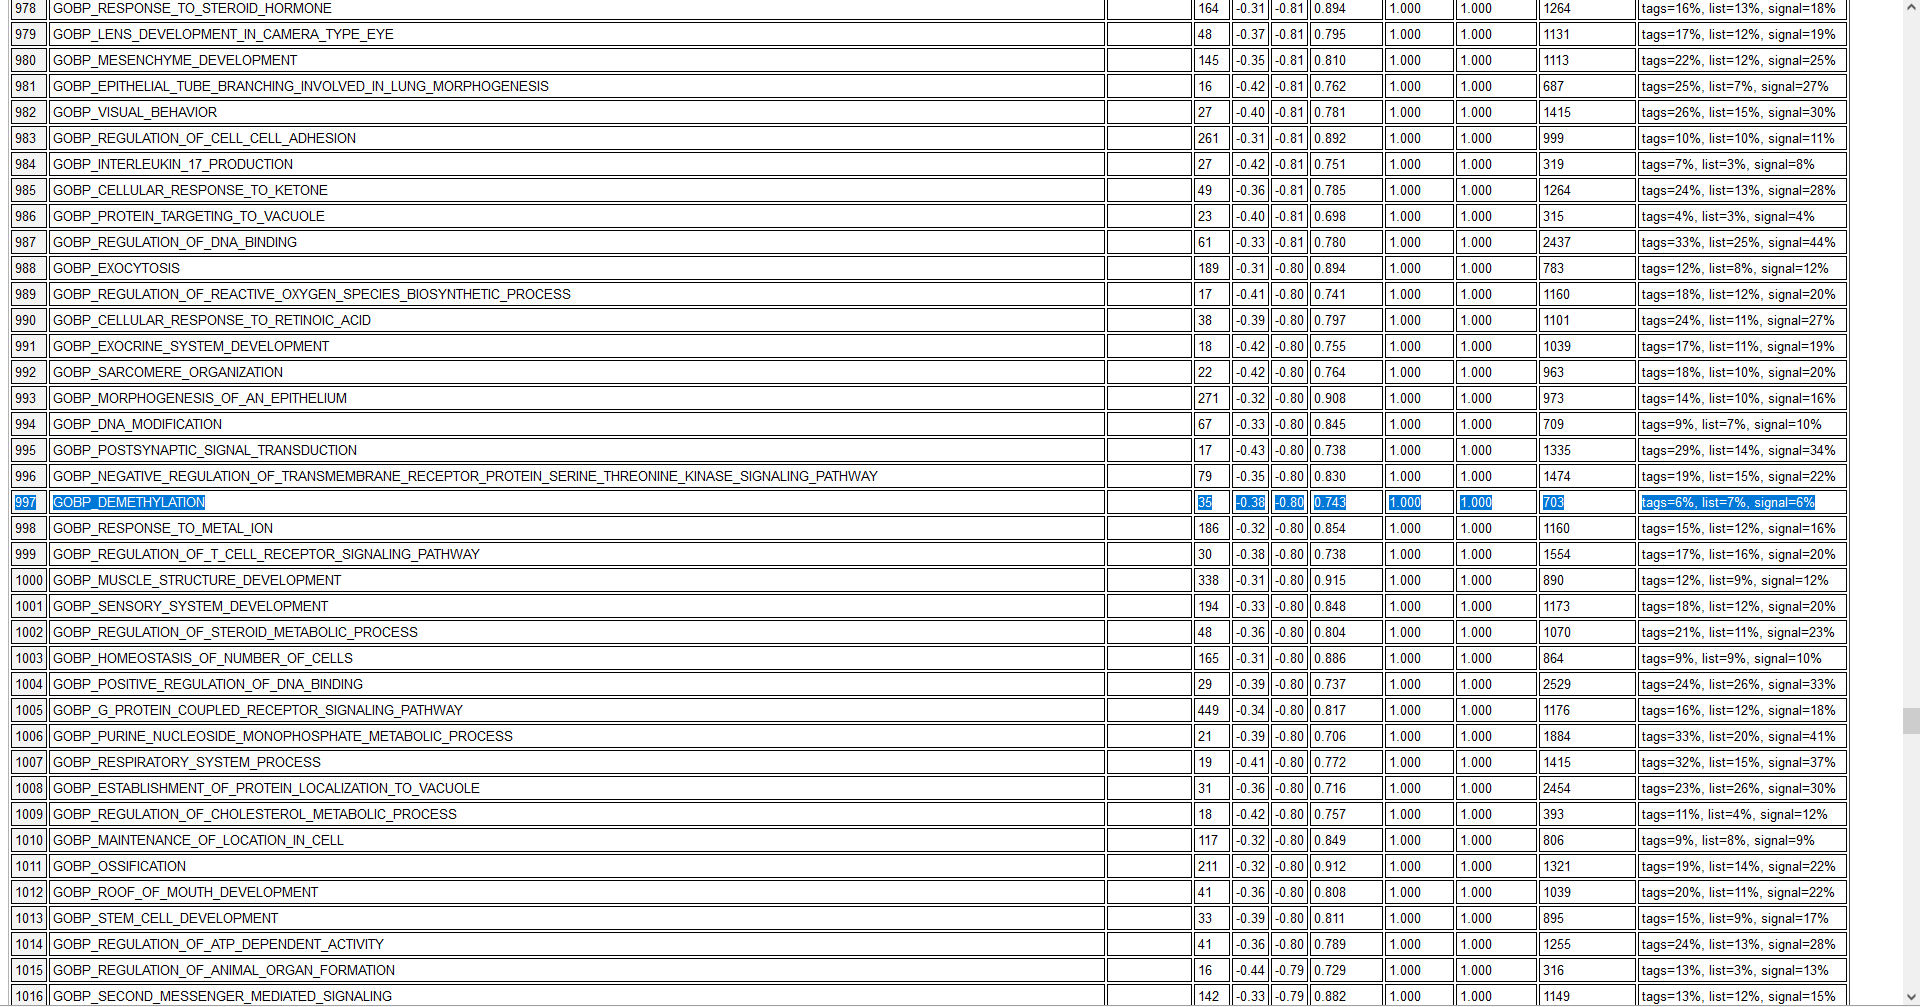 978 GOBP_RESPONSE_TO_STEROID_HORMONE 164 -0.31 -0.81 0.894 1.000 1.000 1264 tags=16%, list=13%, signal=18%
979 GOBP_LENS_DEVELOPMENT_IN_CAMERA_TYPE_EYE 48 -0.37 -0.81 0.795 1.000 1.000 1131 tags=17%, list=12%, signal=19%
980 GOBP_MESENCHYME_DEVELOPMENT 145 -0.35 -0.81 0.810 1.000 1.000 1113 tags=22%, list=12%, signal=25%
981 GOBP_EPITHELIAL_TUBE_BRANCHING_INVOLVED_IN_LUNG_MORPHOGENESIS 16 -0.42 -0.81 0.762 1.000 1.000 687 tags=25%, list=7%, signal=27%
982 GOBP_VISUAL_BEHAVIOR 27 -0.40 -0.81 0.781 1.000 1.000 1415 tags=26%, list=15%, signal=30%
983 GOBP_REGULATION_OF_CELL_CELL_ADHESION 261 -0.31 -0.81 0.892 1.000 1.000 999 tags=10%, list=10%, signal=11%
984 GOBP_INTERLEUKIN_17_PRODUCTION 27 -0.42 -0.81 0.751 1.000 1.000 319 tags=7%, list=3%, signal=8%
985 GOBP_CELLULAR_RESPONSE_TO_KETONE 49 -0.36 -0.81 0.785 1.000 1.000 1264 tags=24%, list=13%, signal=28%
986 GOBP_PROTEIN_TARGETING_TO_VACUOLE 23 -0.40 -0.81 0.698 1.000 1.000 315 tags=4%, list=3%, signal=4%
987 GOBP_REGULATION_OF_DNA_BINDING 61 -0.33 -0.81 0.780 1.000 1.000 2437 tags=33%, list=25%, signal=44%
988 GOBP_EXOCYTOSIS 189 -0.31 -0.80 0.894 1.000 1.000 783 tags=12%, list=8%, signal=12%
989 GOBP_REGULATION_OF_REACTIVE_OXYGEN_SPECIES_BIOSYNTHETIC_PROCESS 17 -0.41 -0.80 0.741 1.000 1.000 1160 tags=18%, list=12%, signal=20%
990 GOBP_CELLULAR_RESPONSE_TO_RETINOIC_ACID 38 -0.39 -0.80 0.797 1.000 1.000 1101 tags=24%, list=11%, signal=27%
991 GOBP_EXOCRINE_SYSTEM_DEVELOPMENT 18 -0.42 -0.80 0.755 1.000 1.000 1039 tags=17%, list=11%, signal=19%
992 GOBP_SARCOMERE_ORGANIZATION 22 -0.42 -0.80 0.764 1.000 1.000 963 tags=18%, list=10%, signal=20%
993 GOBP_MORPHOGENESIS_OF_AN_EPITHELIUM 271 -0.32 -0.80 0.908 1.000 1.000 973 tags=14%, list=10%, signal=16%
994 GOBP_DNA_MODIFICATION 67 -0.33 -0.80 0.845 1.000 1.000 709 tags=9%, list=7%, signal=10%
995 GOBP_POSTSYNAPTIC_SIGNAL_TRANSDUCTION 17 -0.43 -0.80 0.738 1.000 1.000 1335 tags=29%, list=14%, signal=34%
996 GOBP_NEGATIVE_REGULATION_OF_TRANSMEMBRANE_RECEPTOR_PROTEIN_SERINE_THREONINE_KINASE_SIGNALING_PATHWAY 79 -0.35 -0.80 0.830 1.000 1.000 1474 tags=19%, list=15%, signal=22%
997 GOBP_DEMETHYLATION 35 -0.38 -0.80 0.743 1.000 1.000 703 tags=6%, list=7%, signal=6%
998 GOBP_RESPONSE_TO_METAL_ION 186 -0.32 -0.80 0.854 1.000 1.000 1160 tags=15%, list=12%, signal=16%
999 GOBP_REGULATION_OF_T_CELL_RECEPTOR_SIGNALING_PATHWAY 30 -0.38 -0.80 0.738 1.000 1.000 1554 tags=17%, list=16%, signal=20%
1000 GOBP_MUSCLE_STRUCTURE_DEVELOPMENT 338 -0.31 -0.80 0.915 1.000 1.000 890 tags=12%, list=9%, signal=12%
1001 GOBP_SENSORY_SYSTEM_DEVELOPMENT 194 -0.33 -0.80 0.848 1.000 1.000 1173 tags=18%, list=12%, signal=20%
1002 GOBP_REGULATION_OF_STEROID_METABOLIC_PROCESS 48 -0.36 -0.80 0.804 1.000 1.000 1070 tags=21%, list=11%, signal=23%
1003 GOBP_HOMEOSTASIS_OF_NUMBER_OF_CELLS 165 -0.31 -0.80 0.886 1.000 1.000 864 tags=9%, list=9%, signal=10%
1004 GOBP_POSITIVE_REGULATION_OF_DNA_BINDING 29 -0.39 -0.80 0.737 1.000 1.000 2529 tags=24%, list=26%, signal=33%
1005 GOBP_G_PROTEIN_COUPLED_RECEPTOR_SIGNALING_PATHWAY 449 -0.34 -0.80 0.817 1.000 1.000 1176 tags=16%, list=12%, signal=18%
1006 GOBP_PURINE_NUCLEOSIDE_MONOPHOSPHATE_METABOLIC_PROCESS 21 -0.39 -0.80 0.706 1.000 1.000 1884 tags=33%, list=20%, signal=41%
1007 GOBP_RESPIRATORY_SYSTEM_PROCESS 19 -0.41 -0.80 0.772 1.000 1.000 1415 tags=32%, list=15%, signal=37%
1008 GOBP_ESTABLISHMENT_OF_PROTEIN_LOCALIZATION_TO_VACUOLE 31 -0.36 -0.80 0.716 1.000 1.000 2454 tags=23%, list=26%, signal=30%
1009 GOBP_REGULATION_OF_CHOLESTEROL_METABOLIC_PROCESS 18 -0.42 -0.80 0.757 1.000 1.000 393 tags=11%, list=4%, signal=12%
1010 GOBP_MAINTENANCE_OF_LOCATION_IN_CELL 117 -0.32 -0.80 0.849 1.000 1.000 806 tags=9%, list=8%, signal=9%
1011 GOBP_OSSIFICATION 211 -0.32 -0.80 0.912 1.000 1.000 1321 tags=19%, list=14%, signal=22%
1012 GOBP_ROOF_OF_MOUTH_DEVELOPMENT 41 -0.36 -0.80 0.808 1.000 1.000 1039 tags=20%, list=11%, signal=22%
1013 GOBP_STEM_CELL_DEVELOPMENT 33 -0.39 -0.80 0.811 1.000 1.000 895 tags=15%, list=9%, signal=17%
1014 GOBP_REGULATION_OF_ATP_DEPENDENT_ACTIVITY 41 -0.36 -0.80 0.789 1.000 1.000 1255 tags=24%, list=13%, signal=28%
1015 GOBP_REGULATION_OF_ANIMAL_ORGAN_FORMATION 16 -0.44 -0.79 0.729 1.000 1.000 316 tags=13%, list=3%, signal=13%
1016 GOBP_SECOND_MESSENGER_MEDIATED_SIGNALING 142 -0.33 -0.79 0.882 1.000 1.000 1149 tags=13%, list=12%, signal=15%